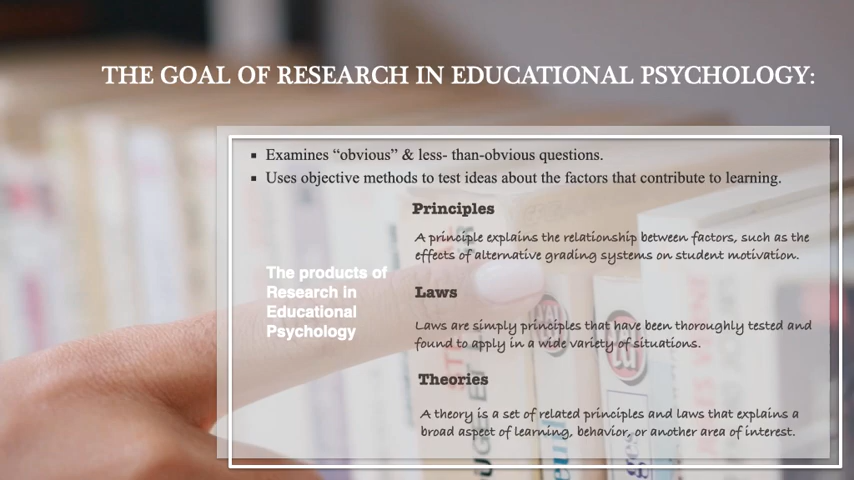 THE GOAL OF RESEARCH IN EDUCATIONAL PSYCHOLOGY:
▪ Examines “obvious” & less- than-obvious questions.
▪ Uses objective methods to test ideas about the factors that contribute to learning.
The products of
Research in
Educational
Psychology
Principles
A principle explains the relationship between factors, such as the
effects of alternative grading systems on student motivation.
Laws
Laws are simply principles that have been thoroughly tested and
found to apply in a wide variety of situations.
Theories
A theory is a set of related principles and laws that explains a
broad aspect of learning, behavior, or another area of interest.